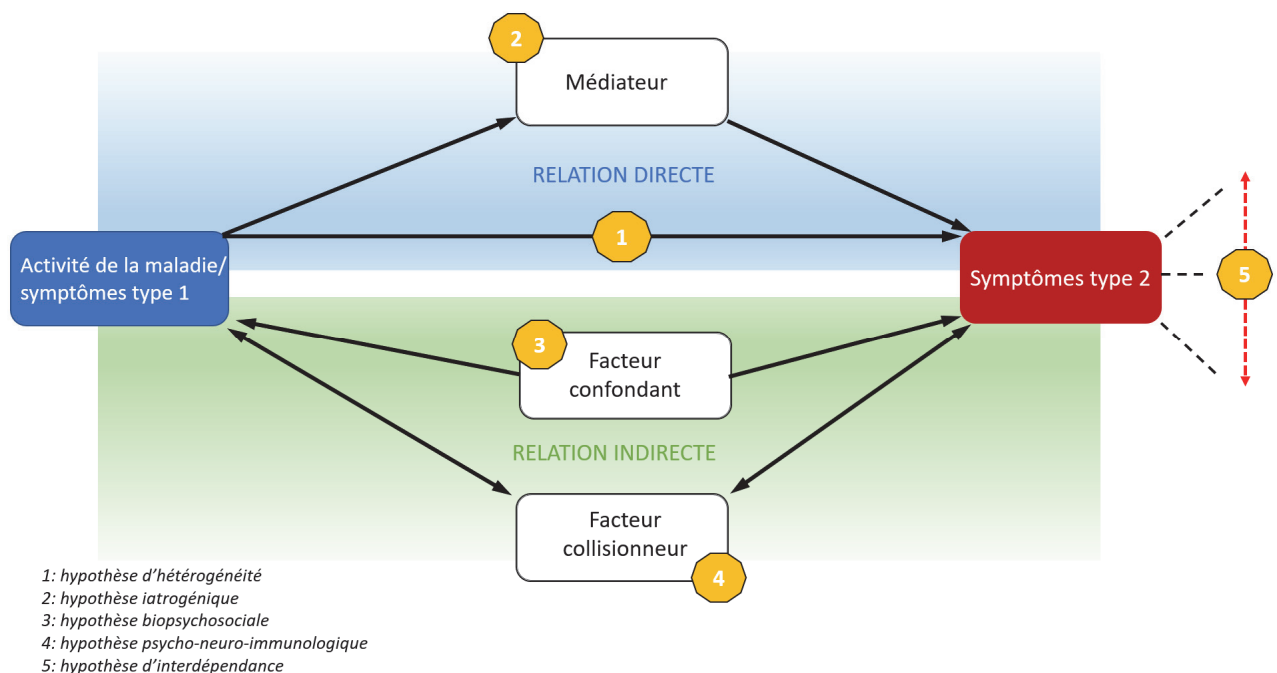 2
Médiateur
RELATION DIRECTE
1
Activité de la maladie/
symptômes type 1
Symptômes type 2
5
3
Facteur
confondant
RELATION INDIRECTE
Facteur
collisionneur
4
1: hypothèse d'hétérogénéité
2: hypothèse iatrogénique
3: hypothèse biopsychosociale
4: hypothèse psycho-neuro-immunologique
5: hypothèse d'interdépendance